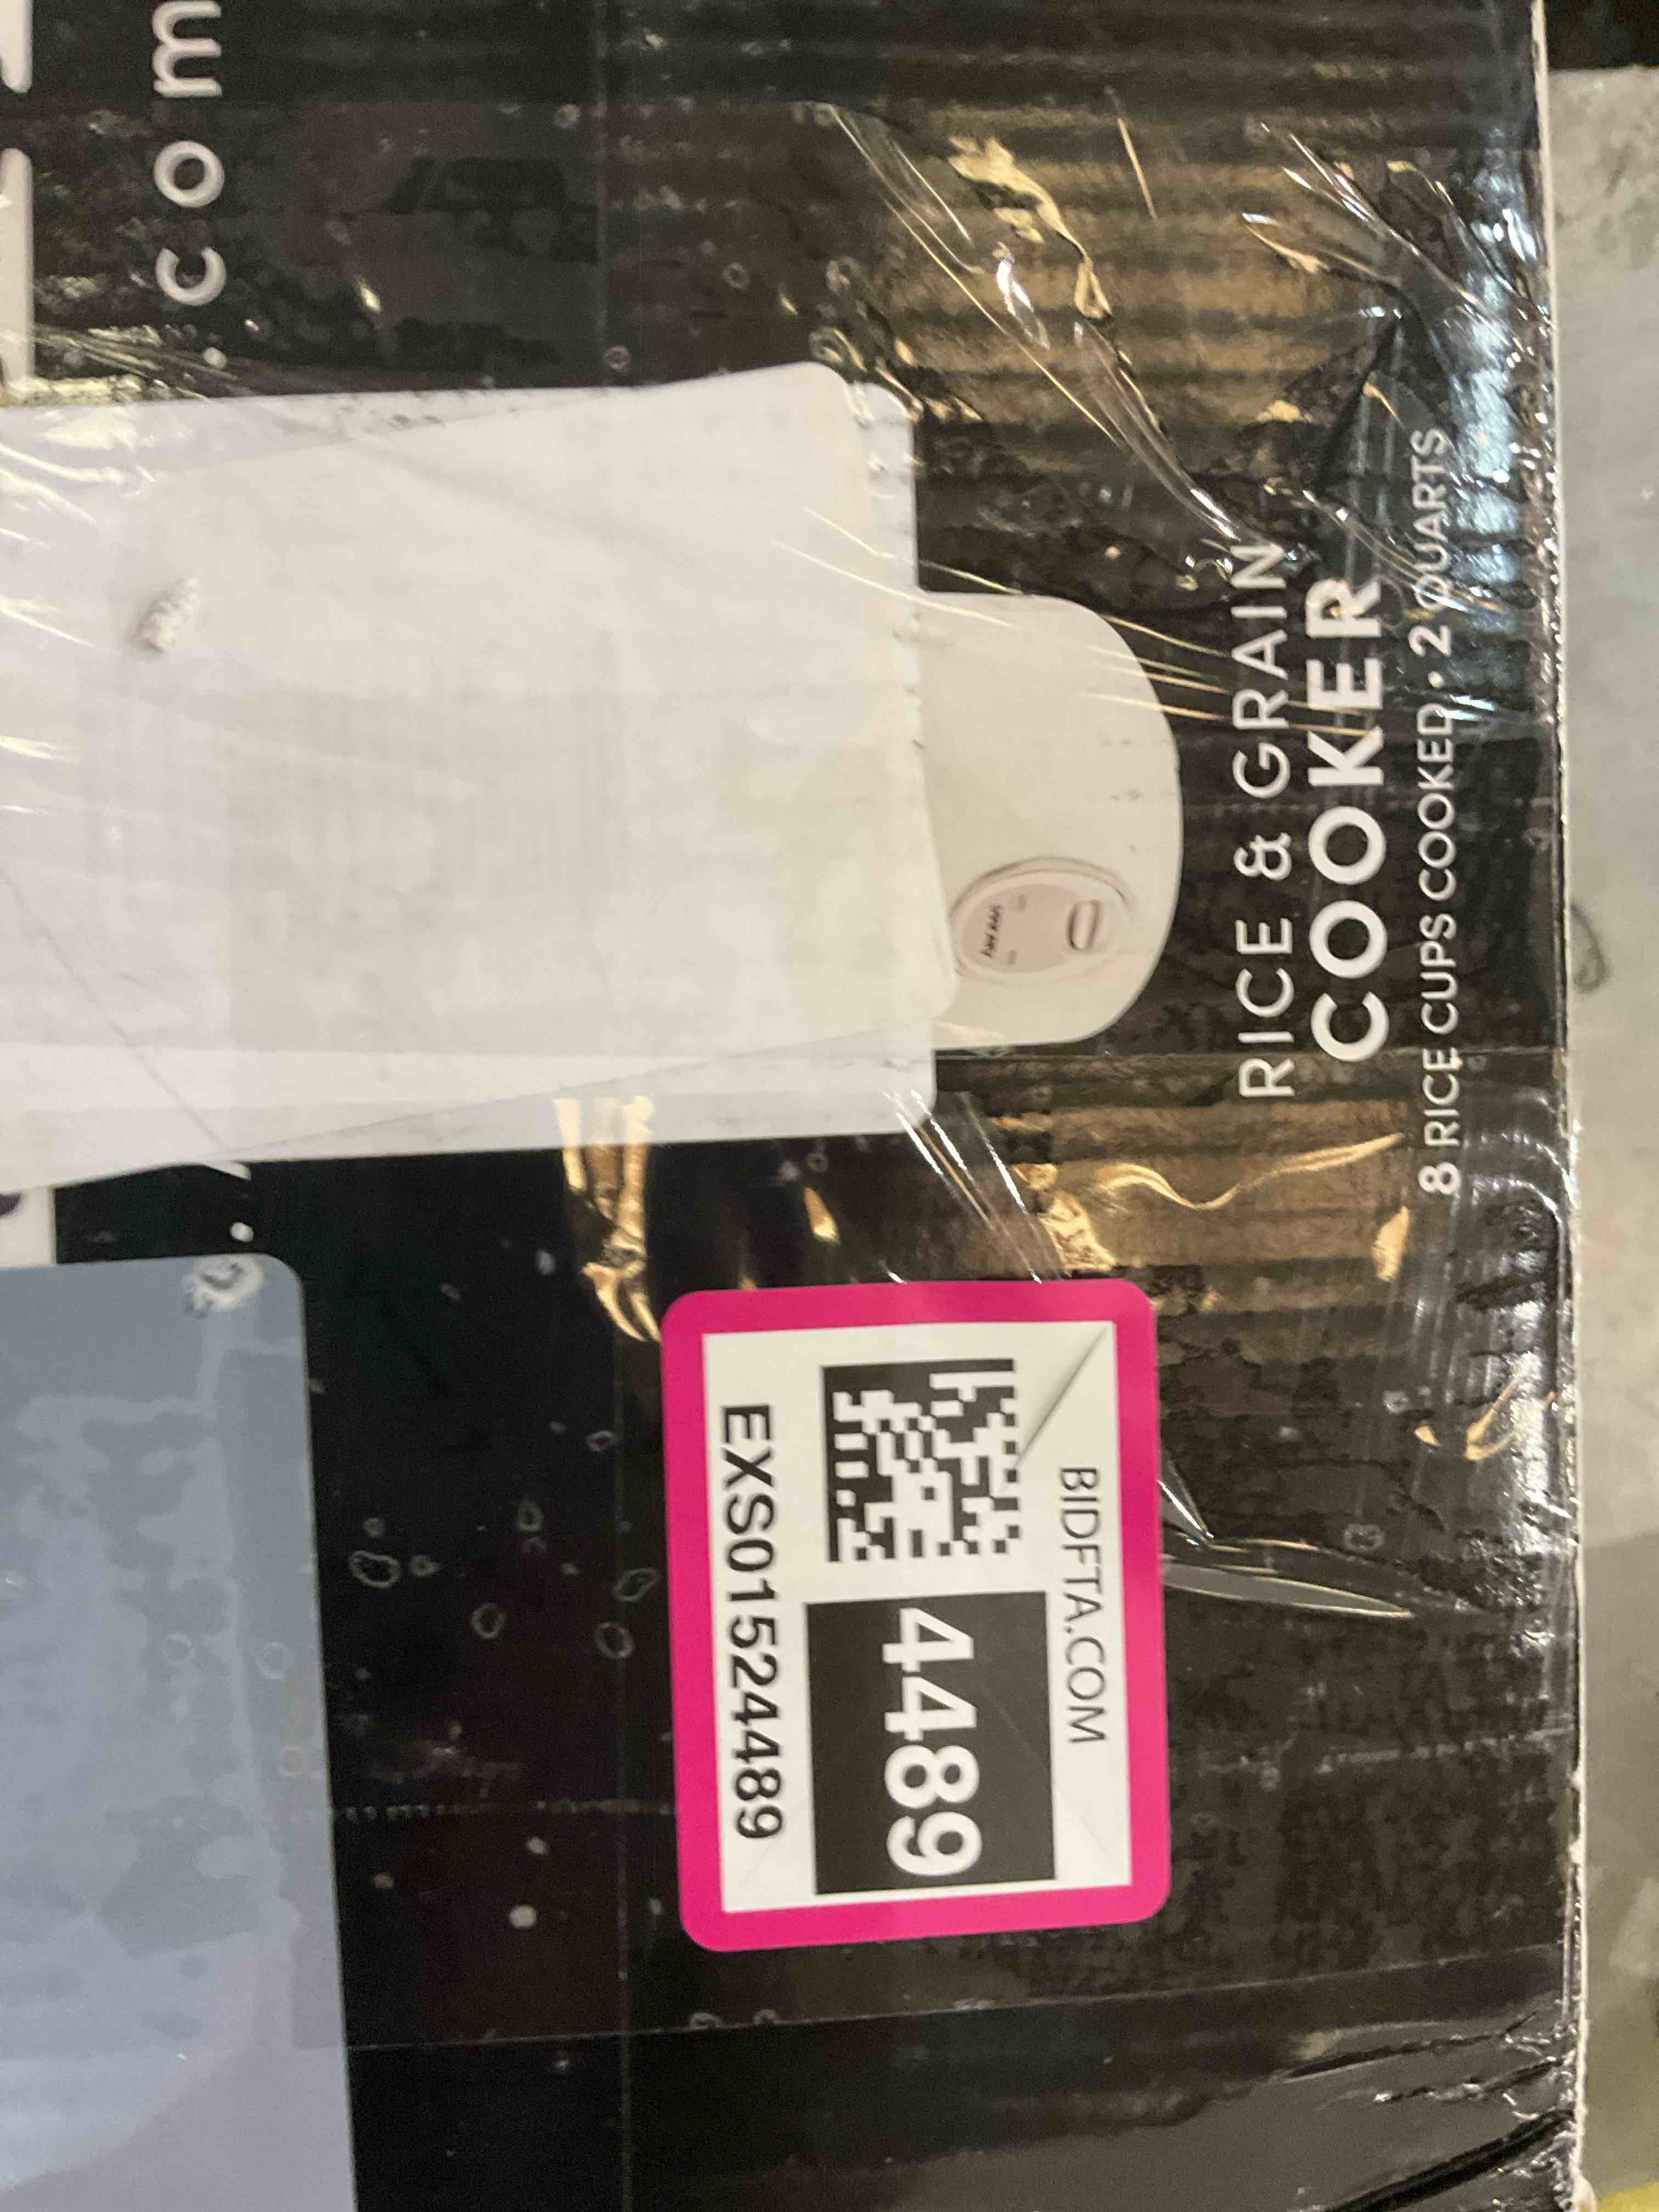 .com
RICE & GRAIN
COOKER
8 RICE CUPS COOKED • 2 QUARTS
BIDFTA.COM
4489
EXS01524489